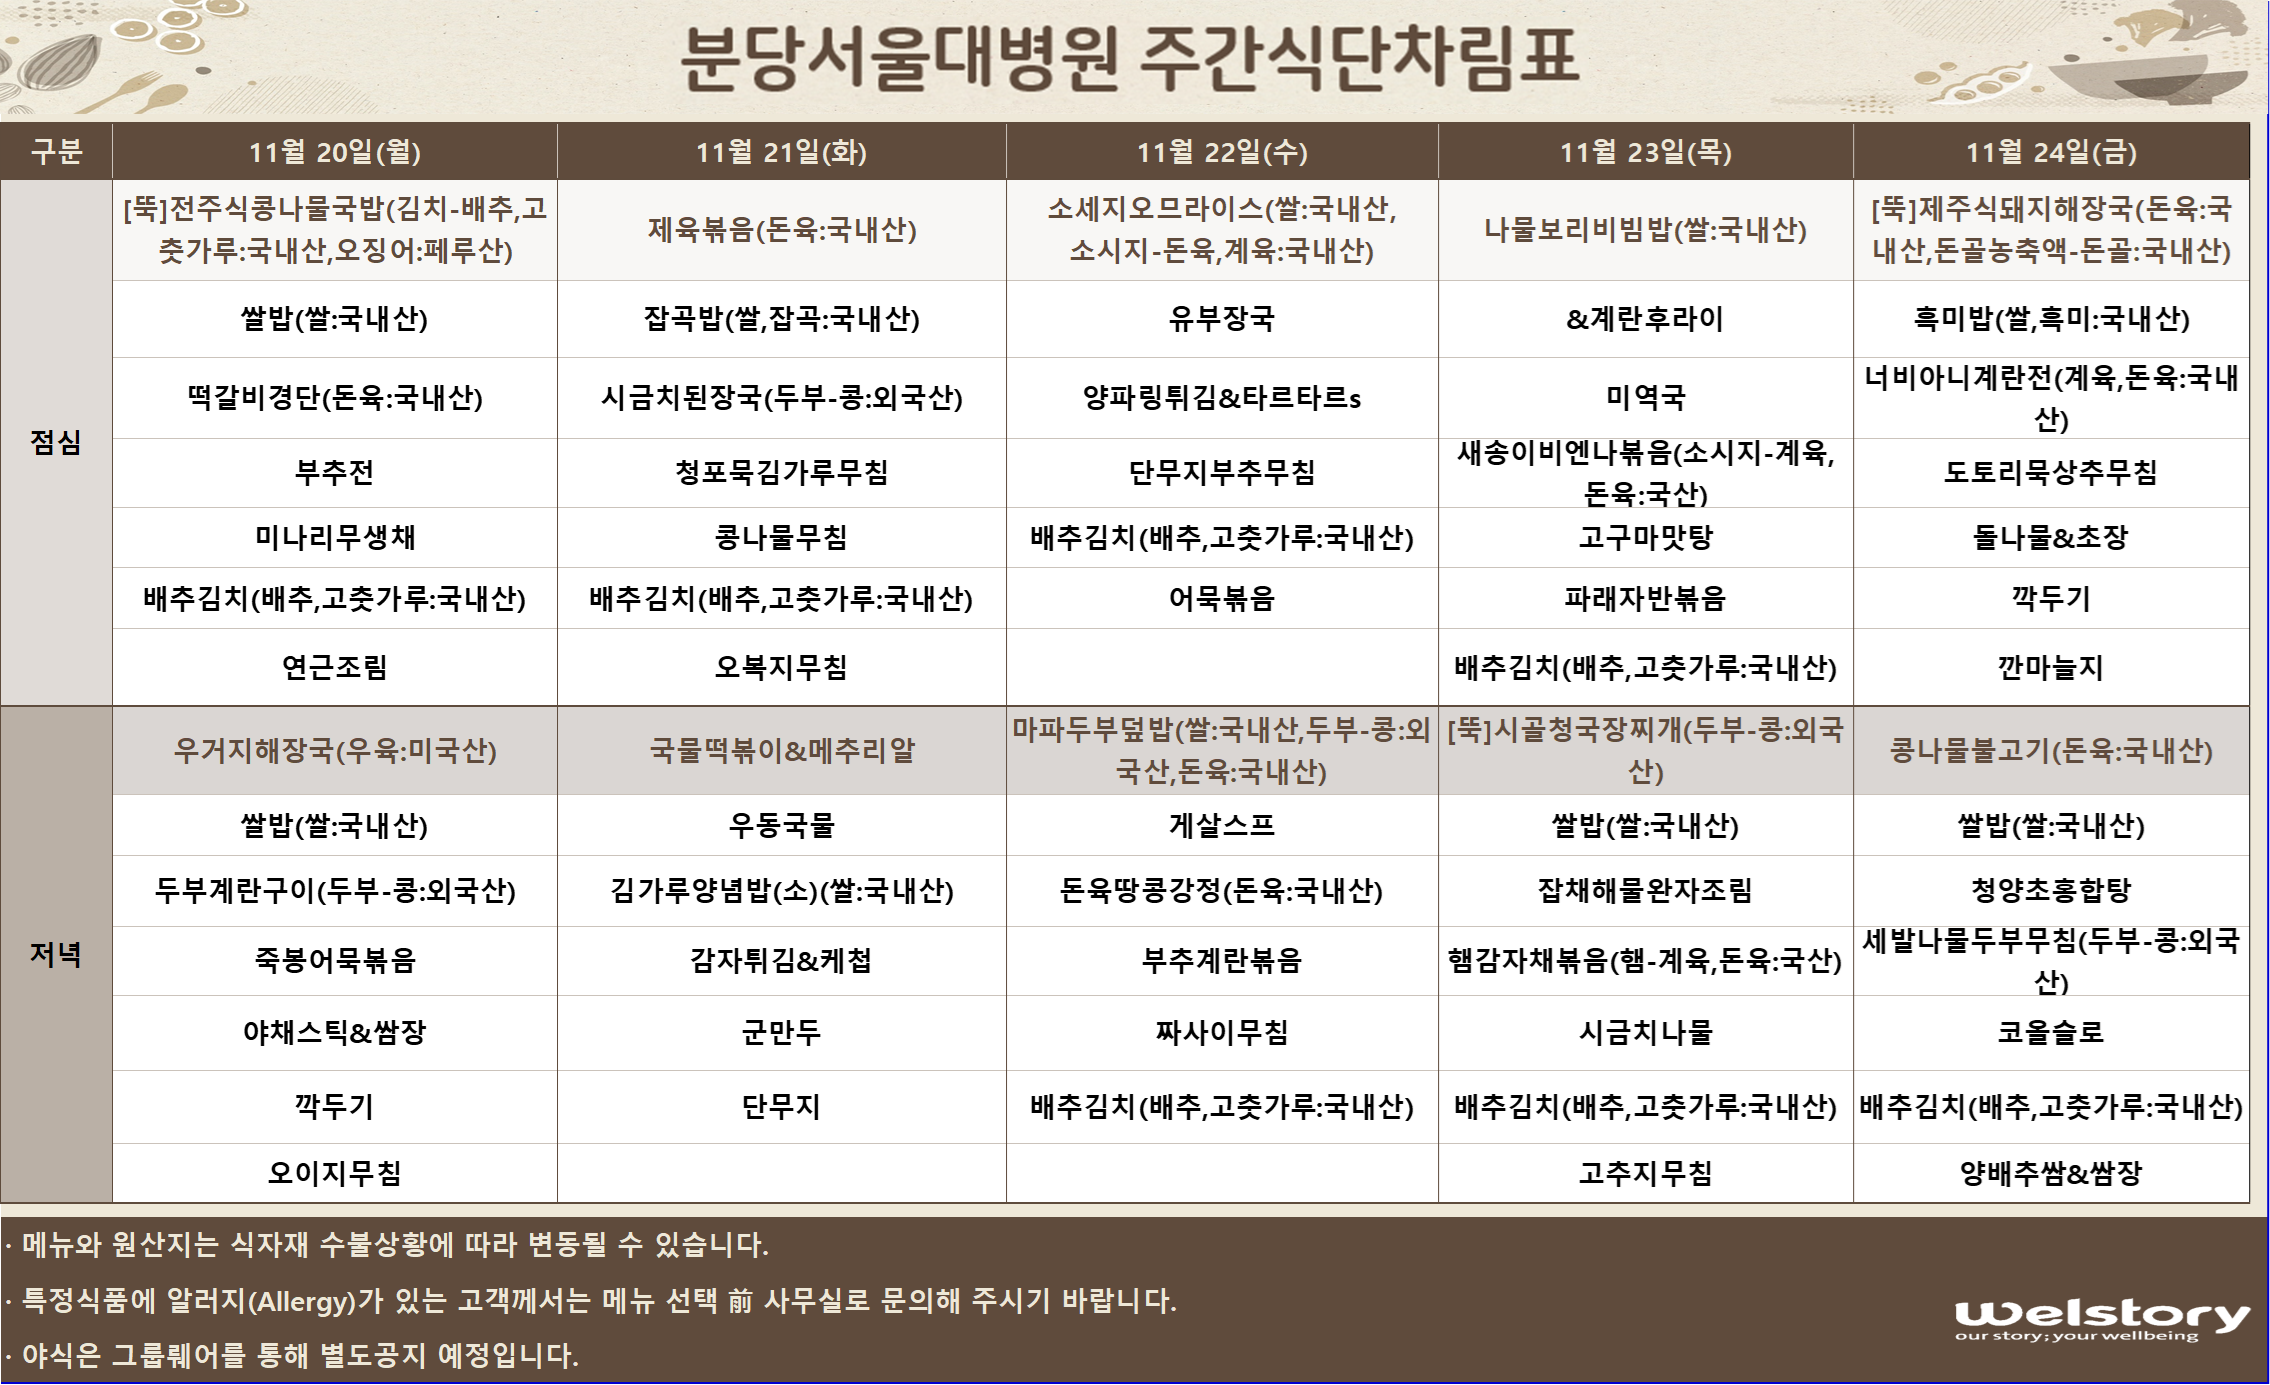 분당서울대병원 주간식단차림표
구분 11월 20일(월) 11월 21일(화) 11월 22일(수) 11월 23일(목) 11월 24일(금)
점심
[뚝]전주식콩나물국밥(김치-배추,고
춧가루:국내산,오징어:페루산)
제육볶음(돈육:국내산)
소세지오므라이스(쌀:국내산,
소시지-돈육,계육:국내산)
나물보리비빔밥(쌀:국내산)
[뚝]제주식돼지해장국(돈육:국
내산,돈골농축액-돈골:국내산)
쌀밥(쌀:국내산) 잡곡밥(쌀,잡곡:국내산) 유부장국 &계란후라이 흑미밥(쌀,흑미:국내산)
떡갈비경단(돈육:국내산) 시금치된장국(두부-콩:외국산) 양파링튀김&타르타르s 미역국
너비아니계란전(계육,돈육:국내
산)
부추전 청포묵김가루무침 단무지부추무침
새송이비엔나볶음(소시지-계육,
돈육:국산)
도토리묵상추무침
미나리무생채 콩나물무침 배추김치(배추,고춧가루:국내산) 고구마맛탕 돌나물&초장
배추김치(배추,고춧가루:국내산) 배추김치(배추,고춧가루:국내산) 어묵볶음 파래자반볶음 깍두기
연근조림 오복지무침 배추김치(배추,고춧가루:국내산) 깐마늘지
저녁
우거지해장국(우육:미국산) 국물떡볶이&메추리알
마파두부덮밥(쌀:국내산,두부-콩:외
국산,돈육:국내산)
[뚝]시골청국장찌개(두부-콩:외국
산)
콩나물불고기(돈육:국내산)
쌀밥(쌀:국내산) 우동국물 게살스프 쌀밥(쌀:국내산) 쌀밥(쌀:국내산)
두부계란구이(두부-콩:외국산) 김가루양념밥(소)(쌀:국내산) 돈육땅콩강정(돈육:국내산) 잡채해물완자조림 청양초홍합탕
죽봉어묵볶음 감자튀김&케첩 부추계란볶음 햄감자채볶음(햄-계육,돈육:국산)
세발나물두부무침(두부-콩:외국
산)
야채스틱&쌈장 군만두 짜사이무침 시금치나물 코올슬로
깍두기 단무지 배추김치(배추,고춧가루:국내산) 배추김치(배추,고춧가루:국내산) 배추김치(배추,고춧가루:국내산)
오이지무침 고추지무침 양배추쌈&쌈장
· 메뉴와 원산지는 식자재 수불상황에 따라 변동될 수 있습니다.
· 특정식품에 알러지(Allergy)가 있는 고객께서는 메뉴 선택 前 사무실로 문의해 주시기 바랍니다.
· 야식은 그룹뤠어를 통해 별도공지 예정입니다.
welstory
our story; your wellbeing